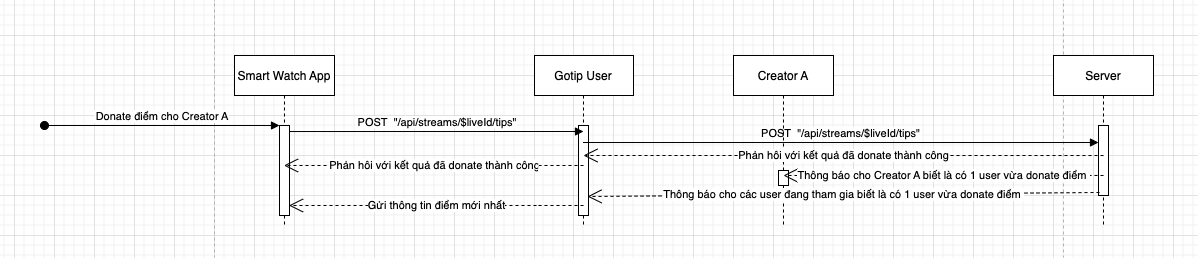 Smart Watch App
Gotip User
Creator A
Server
Donate điểm cho Creator A
POST "/api/streams/$liveId/tips"
POST "/api/streams/$liveId/tips"
Phản hồi với kết quả đã donate thành công
Phản hồi với kết quả đã donate thành công
Thông báo cho Creator A biết là có 1 user vừa donate điểm
Thông báo cho các user đang tham gia biết là có 1 user vừa donate điểm
Gửi thông tin điểm mới nhất